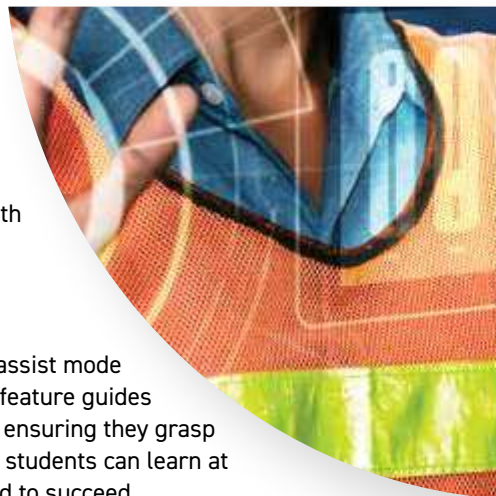 th
assist mode
feature guides
ensuring they grasp
students can learn at
d to succeed